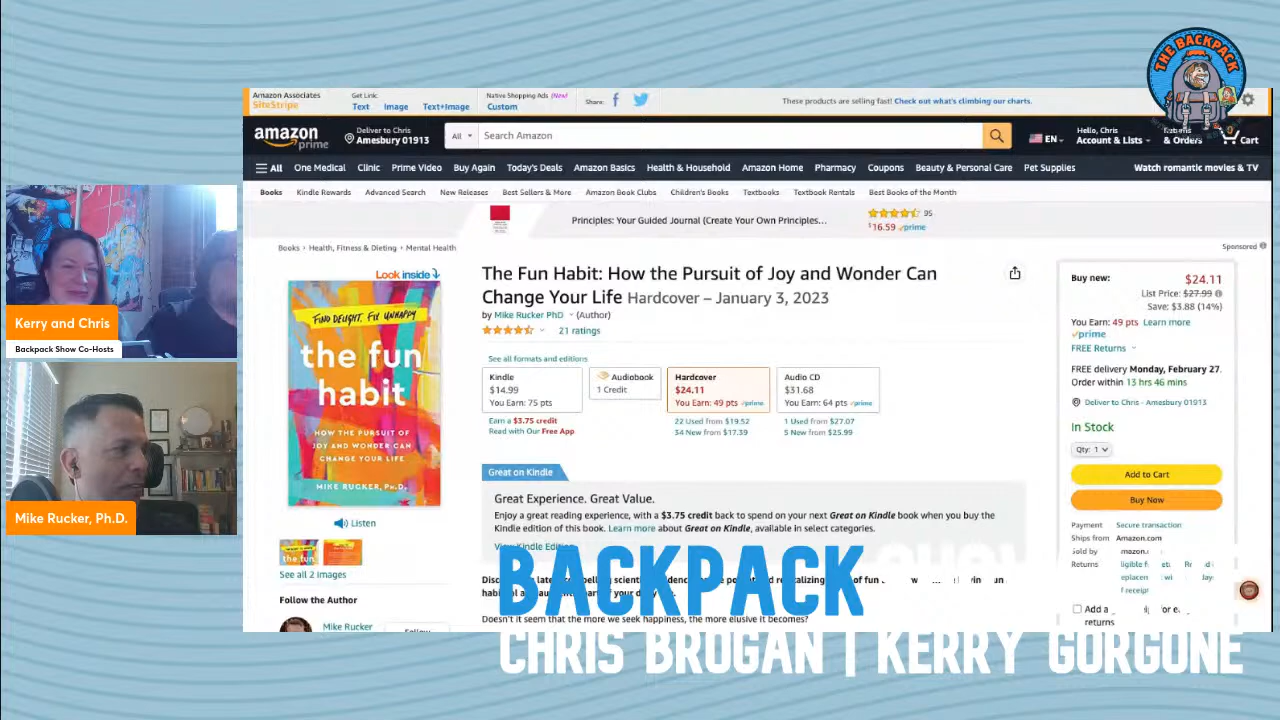 THE BACKPACK
Amazon Associates
SiteStripe
Get Link:
Text Image Text+Image
Native Shopping Ads (New!
Custom
Share:
These products are selling fast! Check out what's climbing our charts.
amazon
prime
Deliver to Chris
Amesbury 01913
All
Search Amazon
EN
Hello, Chris
Account & Lists
& Orders
0
Cart
All One Medical Clinic Prime Video Buy Again Today's Deals Amazon Basics Health & Household Amazon Home Pharmacy Coupons Beauty & Personal Care Pet Supplies
Watch romantic movies & TV
Books Kindle Rewards Advanced Search New Releases Best Sellers & More Amazon Book Clubs Children's Books Textbooks Textbook Rentals Best Books of the Month
Principles: Your Guided Journal (Create Your Own Principles...
95
$16.59 prime
Sponsored
Books › Health, Fitness & Dieting › Mental Health
Look inside
FIND DELIGHT. FIX UNHAPPY
the fun
habit
HOW THE PURSUIT OF
JOY AND WONDER CAN
CHANGE YOUR LIFE
MIKE RUCKER, PH.D.
Listen
the fun
See all 2 Images
Follow the Author
Mike Rucker
Follow
The Fun Habit: How the Pursuit of Joy and Wonder Can
Change Your Life Hardcover – January 3, 2023
by Mike Rucker PhD (Author)
21 ratings
See all formats and editions
Kindle
$14.99
You Earn: 75 pts
Earn a $3.75 credit
Read with Our Free App
Audiobook
1 Credit
Hardcover
$24.11
You Earn: 49 pts prime
22 Used from $19.52
34 New from $17.39
Audio CD
$31.68
You Earn: 64 pts prime
1 Used from $27.07
5 New from $25.99
Great on Kindle
Great Experience. Great Value.
Enjoy a great reading experience, with a $3.75 credit back to spend on your next Great on Kindle book when you buy the
Kindle edition of this book. Learn more about Great on Kindle, available in select categories.
View Kindle Edition
Doesn't it seem that the more we seek happiness, the more elusive it becomes?
Buy new:
$24.11
List Price: $27.99
Save: $3.88 (14%)
You Earn: 49 pts Learn more
prime
FREE Returns
FREE delivery Monday, February 27.
Order within 13 hrs 46 mins
Deliver to Chris - Amesbury 01913
In Stock
Qty: 1
Add to Cart
Buy Now
Payment Secure transaction
Ships from Amazon.com
Sold by
Returns
Add a
returns
Kerry and Chris
Backpack Show Co-Hosts
Mike Rucker, Ph.D.
BACKPACK
CHRIS BROGAN | KERRY GORGONE